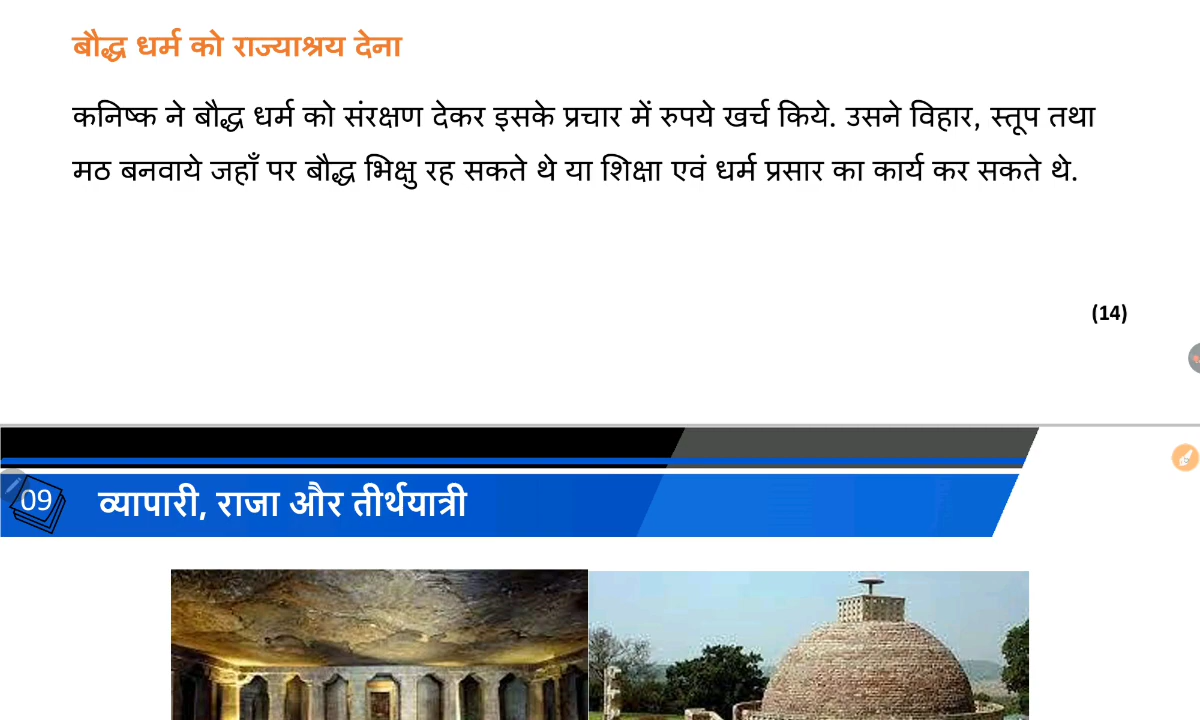 बौद्ध धर्म को राज्याश्रय देना
कनिष्क ने बौद्ध धर्म को संरक्षण देकर इसके प्रचार में रुपये खर्च किये. उसने विहार, स्तूप तथा
मठ बनवाये जहाँ पर बौद्ध भिक्षु रह सकते थे या शिक्षा एवं धर्म प्रसार का कार्य कर सकते थे.
(14)
09 व्यापारी, राजा और तीर्थयात्री